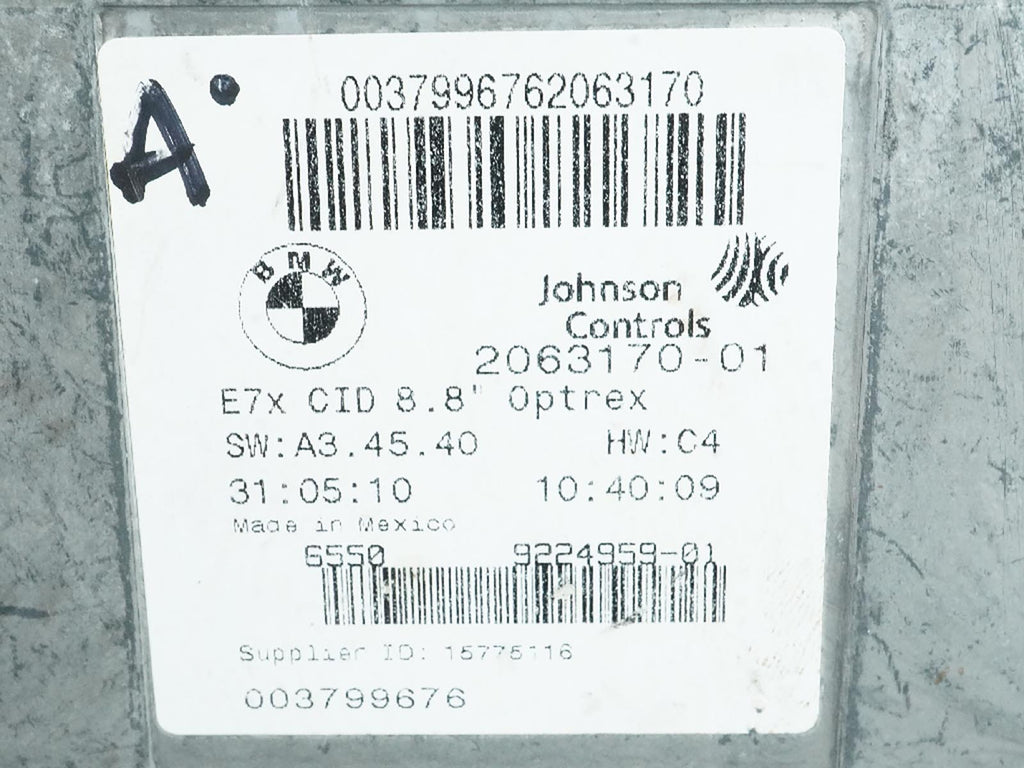 A
0037996762063170
BMW
Johnson
Controls
2063170-01
E7x CID 8.8" Optrex
SW:A3.45.40 HW:C4
31:05:10 10:40:09
Made in Mexico
6550 9224959-01
Supplier ID: 15775116
003799676